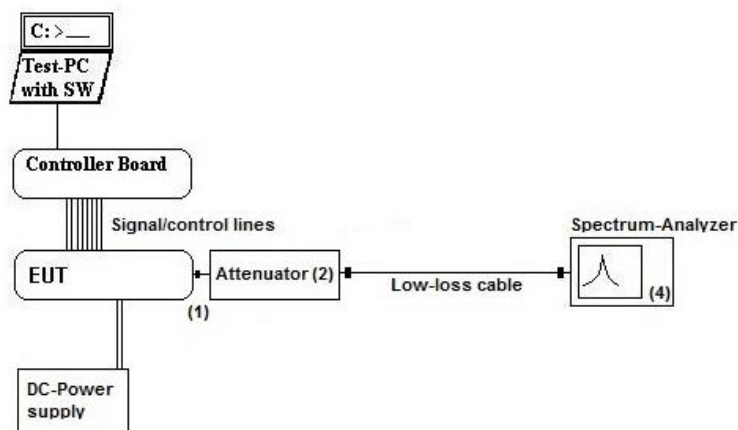 C: >__
Test-PC
with SW
Controller Board
Signal/control lines
Spectrum-Analyzer
EUT
Attenuator (2)
Low-loss cable
(4)
(1)
DC-Power
supply